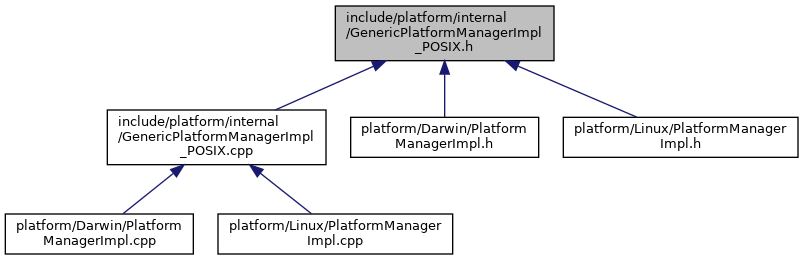 include/platform/internal
/GenericPlatformManagerImpl
_POSIX.h
include/platform/internal
/GenericPlatformManagerImpl
_POSIX.cpp
platform/Darwin/Platform
ManagerImpl.h
platform/Linux/PlatformManager
Impl.h
platform/Darwin/Platform
ManagerImpl.cpp
platform/Linux/PlatformManager
Impl.cpp